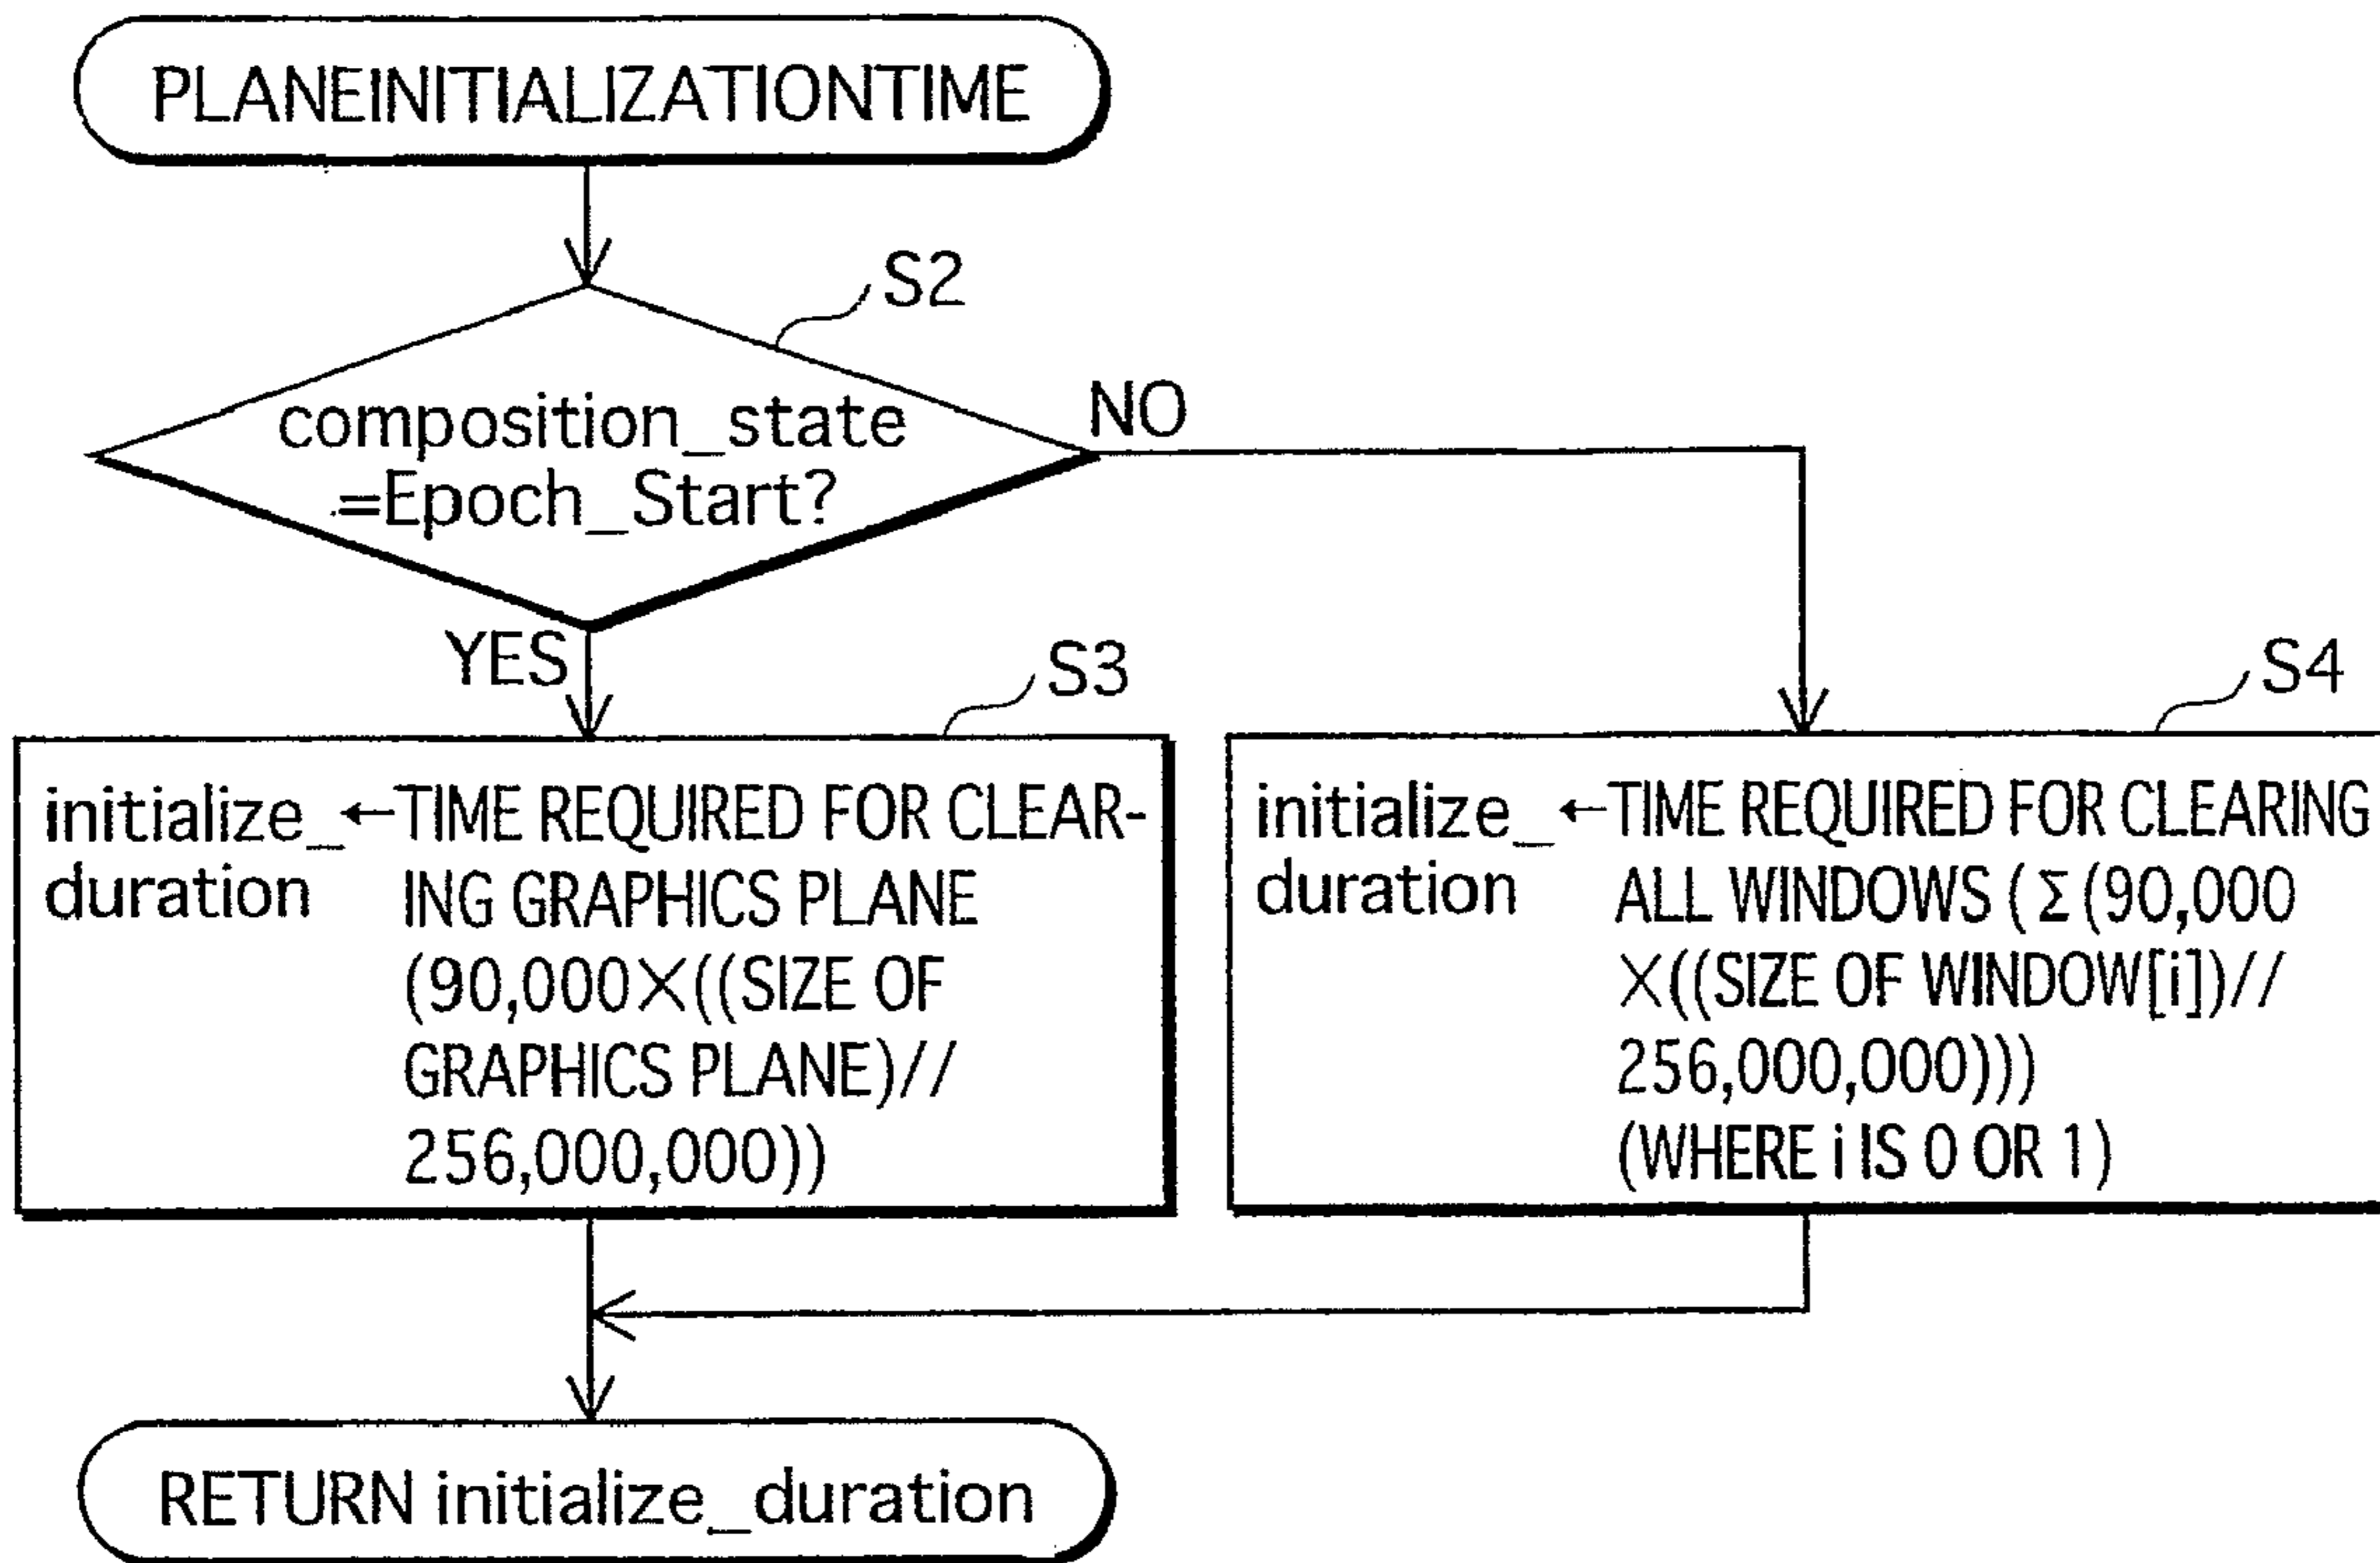 PLANEINITIALIZATIONTIME
S2
composition_state
=Epoch_Start?
NO
YES
S3
initialize_ ←TIME REQUIRED FOR CLEAR-
duration ING GRAPHICS PLANE
(90,000×((SIZE OF
GRAPHICS PLANE)//
256,000,000))
S4
initialize_ ←TIME REQUIRED FOR CLEARING
duration ALL WINDOWS (Σ(90,000
×((SIZE OF WINDOW[i])//
256,000,000)))
(WHERE i IS 0 OR 1)
RETURN initialize_duration